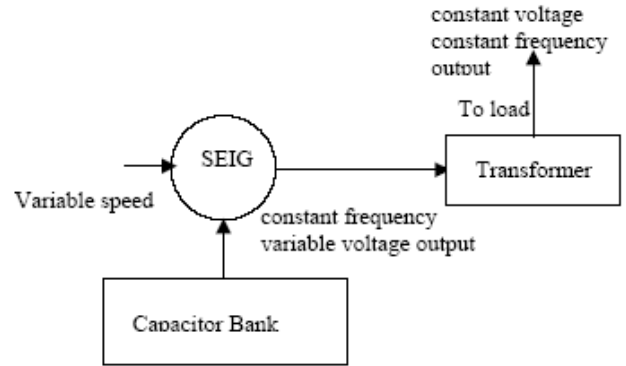 constant voltage
constant frequency
output
To load
SEIG
Transformer
Variable speed
constant frequency
variable voltage output
Capacitor Bank